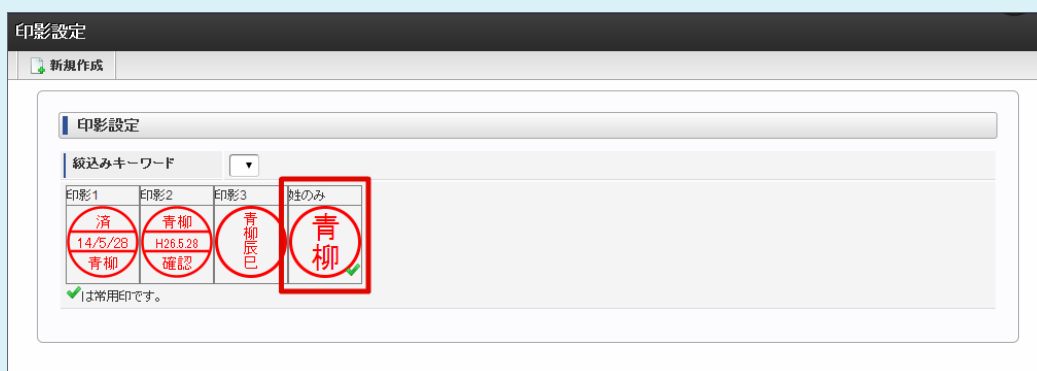 印影設定
新規作成
印影設定
絞込みキーワード
印影1 印影2 印影3 姓のみ
済
14/5/28
青柳
青柳
H26.5.28
確認
青柳辰巳
青柳
は常用印です。